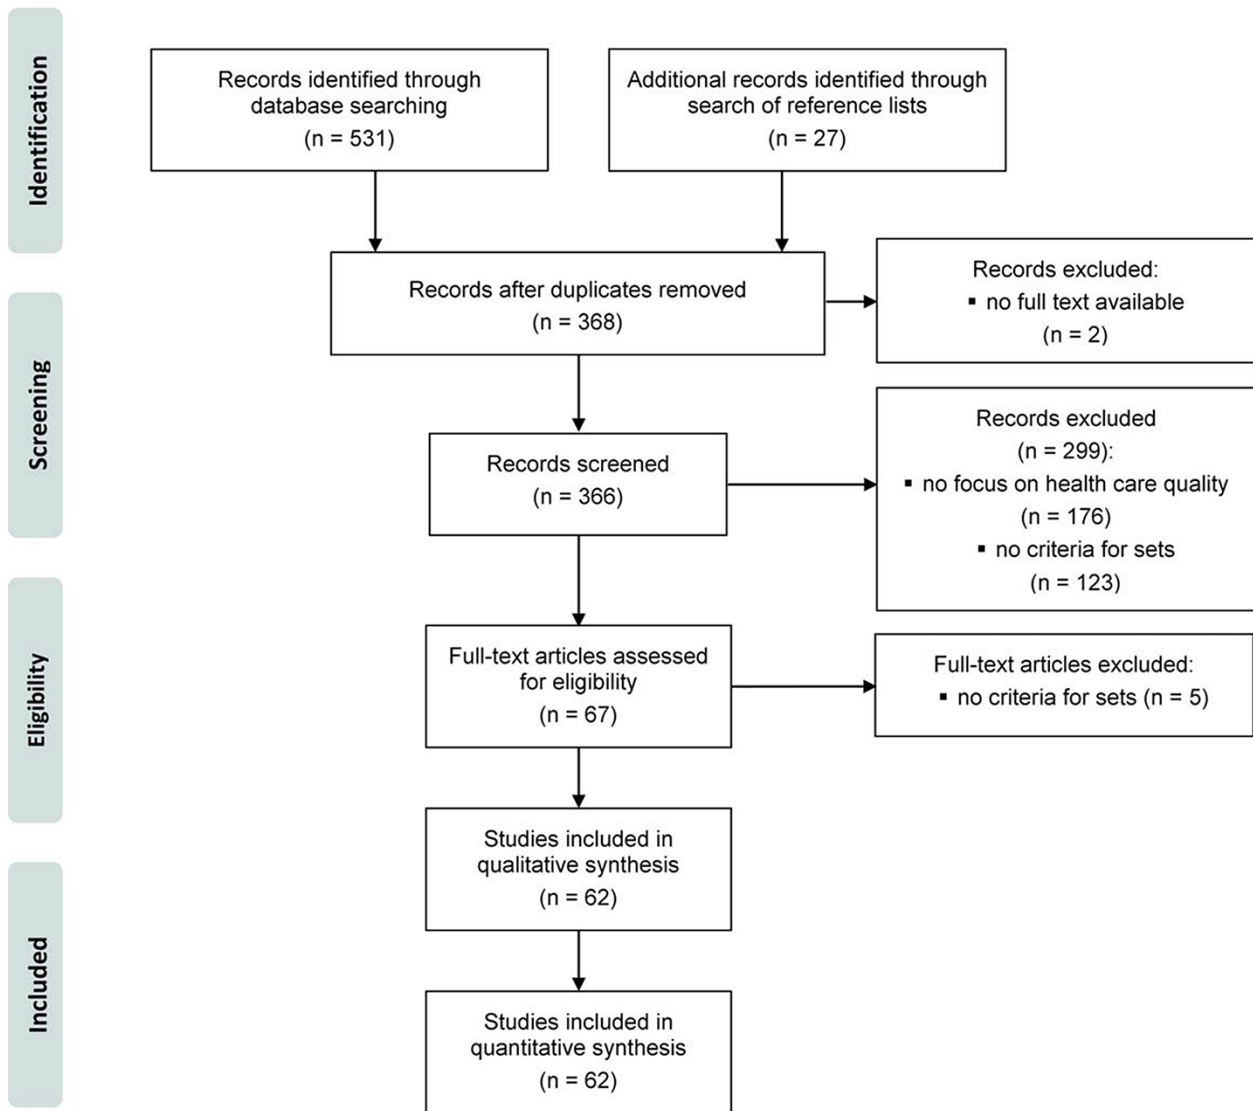 Identification
Records identified through
database searching
(n = 531)
Additional records identified through
search of reference lists
(n = 27)
Records after duplicates removed
(n = 368)
Records excluded:
▪ no full text available
(n = 2)
Screening
Records screened
(n = 366)
Records excluded
(n = 299):
▪ no focus on health care quality
(n = 176)
▪ no criteria for sets
(n = 123)
Eligibility
Full-text articles assessed
for eligibility
(n = 67)
Full-text articles excluded:
▪ no criteria for sets (n = 5)
Studies included in
qualitative synthesis
(n = 62)
Included
Studies included in
quantitative synthesis
(n = 62)